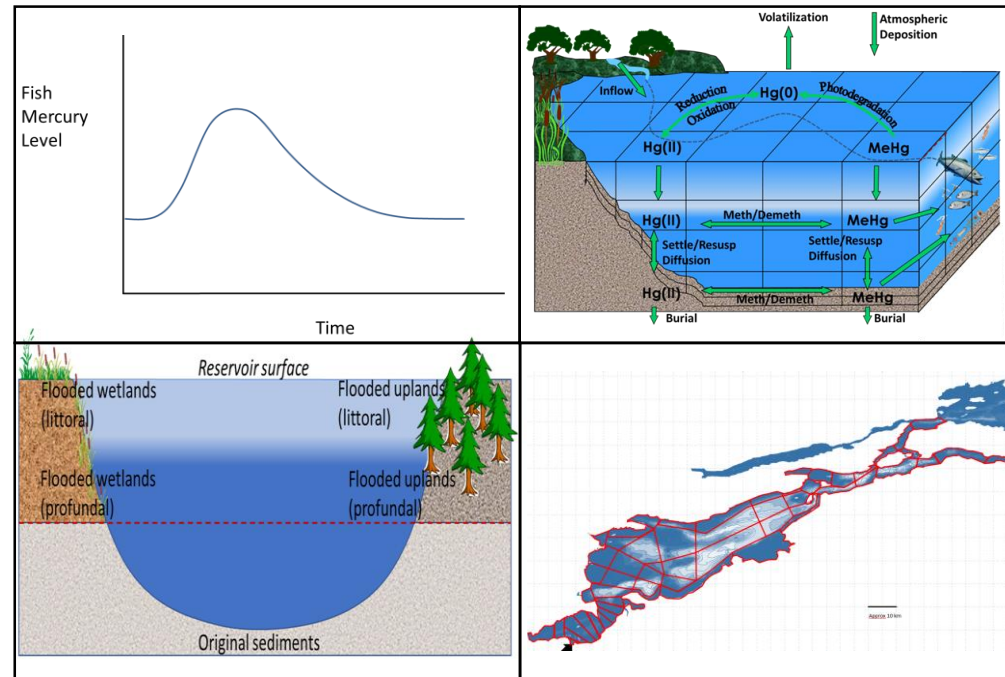 Fish
Mercury
Level
Time
Volatilization
Atmospheric
Deposition
Inflow
Reduction
Oxidation
Hg(0)
Photodegradation
Hg(II)
MeHg
Hg(II)
Meth/Demeth
MeHg
Settle/Resusp
Diffusion
Settle/Resusp
Diffusion
Hg(II)
Meth/Demeth
MeHg
Burial
Burial
Reservoir surface
Flooded wetlands
(littoral)
Flooded uplands
(littoral)
Flooded wetlands
(profundal)
Flooded uplands
(profundal)
Original sediments
Approx 10 km